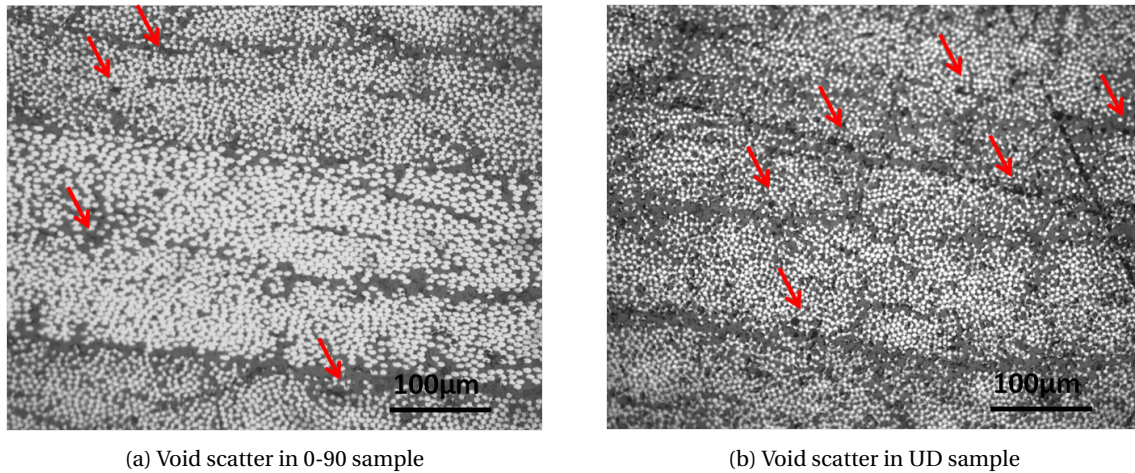 100μm
100μm
(a) Void scatter in 0-90 sample
(b) Void scatter in UD sample